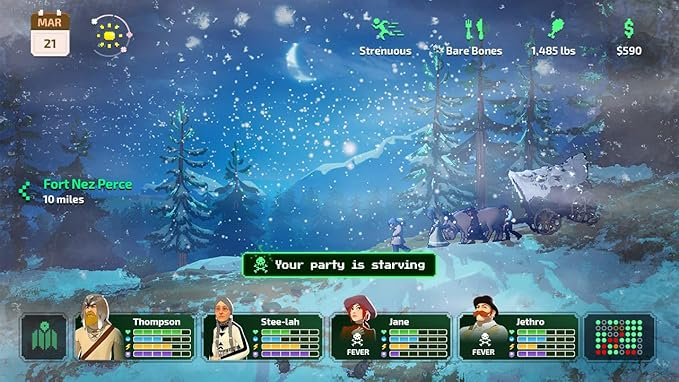 MAR
21
Strenuous
Bare Bones
1,485 lbs
$590
Fort Nez Perce
10 miles
Your party is starving
Thompson
Stee-lah
Jane
FEVER
Jethro
FEVER